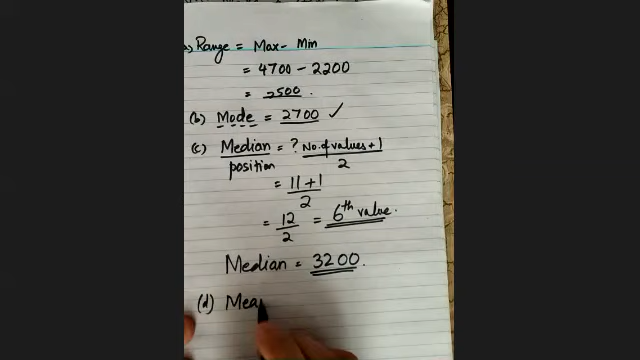 a) Range = Max - Min
= 4700 - 2200
= 2500.
(b) Mode = 2700 ✓
(c) Median position = ? No. of values + 1 / 2
= 11 + 1 / 2
= 12 / 2 = 6th value.
Median = 3200.
(d) Mea